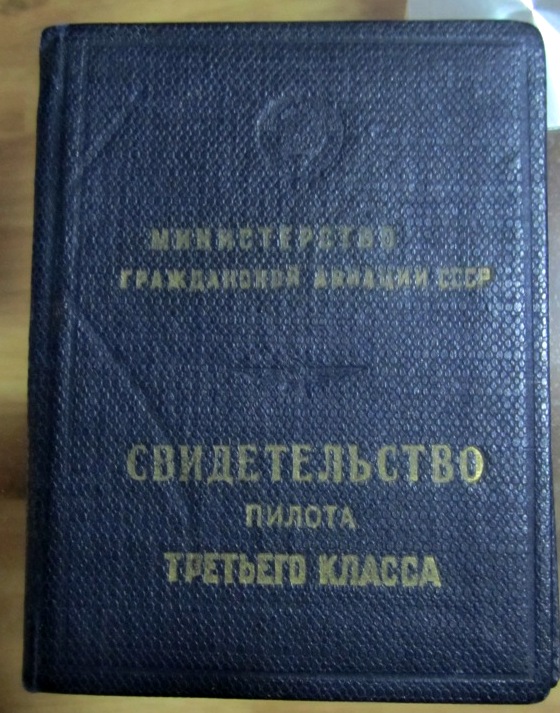 МИНИСТЕРСТВО
ГРАЖДАНСКОЙ АВИАЦИИ СССР
СВИДЕТЕЛЬСТВО
ПИЛОТА
ТРЕТЬЕГО КЛАССА